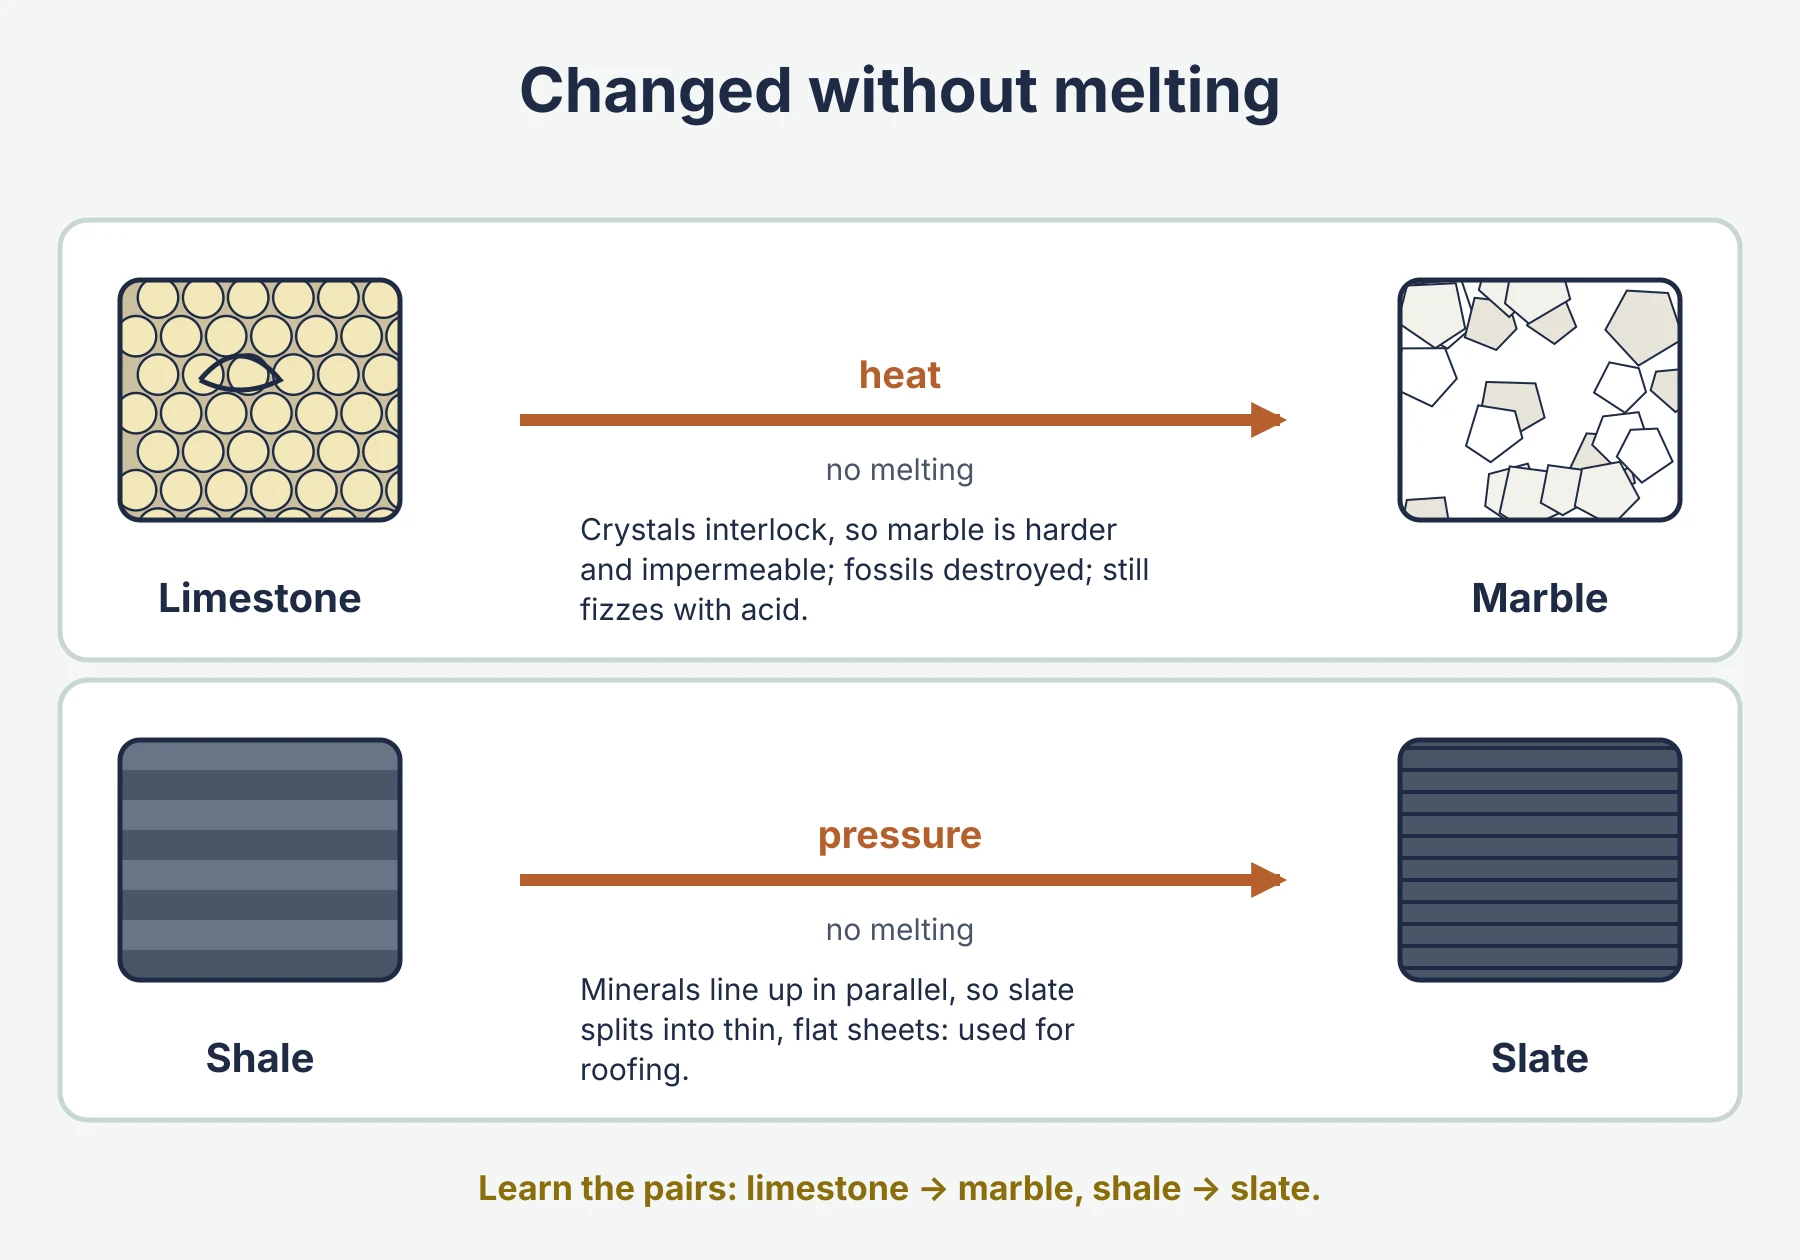 Changed without melting
heat
no melting
Crystals interlock, so marble is harder
and impermeable; fossils destroyed; still
fizzes with acid.
Limestone
Marble
pressure
no melting
Minerals line up in parallel, so slate
splits into thin, flat sheets: used for
roofing.
Shale
Slate
Learn the pairs: limestone → marble, shale → slate.